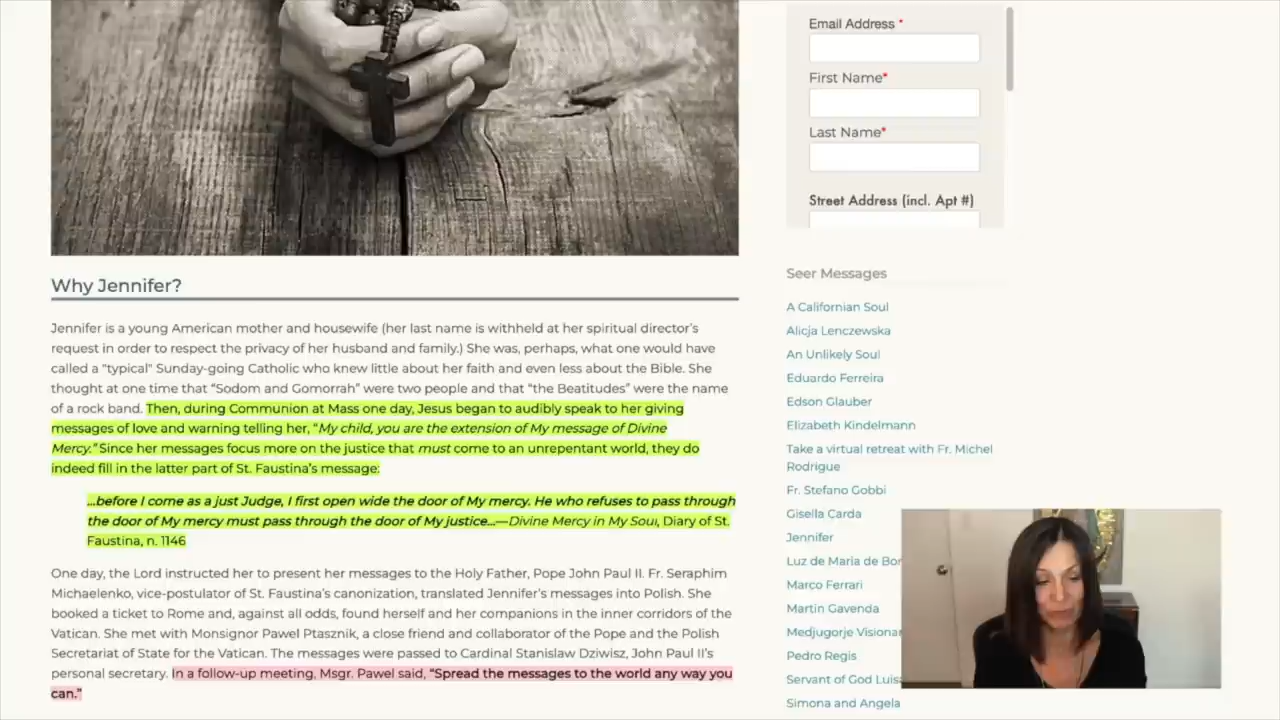 Email Address *
First Name*
Last Name*
Street Address (incl. Apt #)
Why Jennifer?
Jennifer is a young American mother and housewife (her last name is withheld at her spiritual director's
request in order to respect the privacy of her husband and family.) She was, perhaps, what one would have
called a "typical" Sunday-going Catholic who knew little about her faith and even less about the Bible. She
thought at one time that “Sodom and Gomorrah” were two people and that “the Beatitudes” were the name
of a rock band. Then, during Communion at Mass one day, Jesus began to audibly speak to her giving
messages of love and warning telling her, “My child, you are the extension of My message of Divine
Mercy.” Since her messages focus more on the justice that must come to an unrepentant world, they do
indeed fill in the latter part of St. Faustina’s message:
…before I come as a just Judge, I first open wide the door of My mercy. He who refuses to pass through
the door of My mercy must pass through the door of My justice…—Divine Mercy in My Soul, Diary of St.
Faustina, n. 1146
One day, the Lord instructed her to present her messages to the Holy Father, Pope John Paul II. Fr. Seraphim
Michaelenko, vice-postulator of St. Faustina’s canonization, translated Jennifer’s messages into Polish. She
booked a ticket to Rome and, against all odds, found herself and her companions in the inner corridors of the
Vatican. She met with Monsignor Pawel Ptasznik, a close friend and collaborator of the Pope and the Polish
Secretariat of State for the Vatican. The messages were passed to Cardinal Stanislaw Dziwisz, John Paul II’s
personal secretary. In a follow-up meeting, Msgr. Pawel said, “Spread the messages to the world any way you
can.”
Seer Messages
A Californian Soul
Alicja Lenczewska
An Unlikely Soul
Eduardo Ferreira
Edson Glauber
Elizabeth Kindelmann
Take a virtual retreat with Fr. Michel
Rodrigue
Fr. Stefano Gobbi
Gisella Carda
Jennifer
Luz de Maria de Bon
Marco Ferrari
Martin Gavenda
Medjugorje Visionar
Pedro Regis
Servant of God Luisa
Simona and Angela